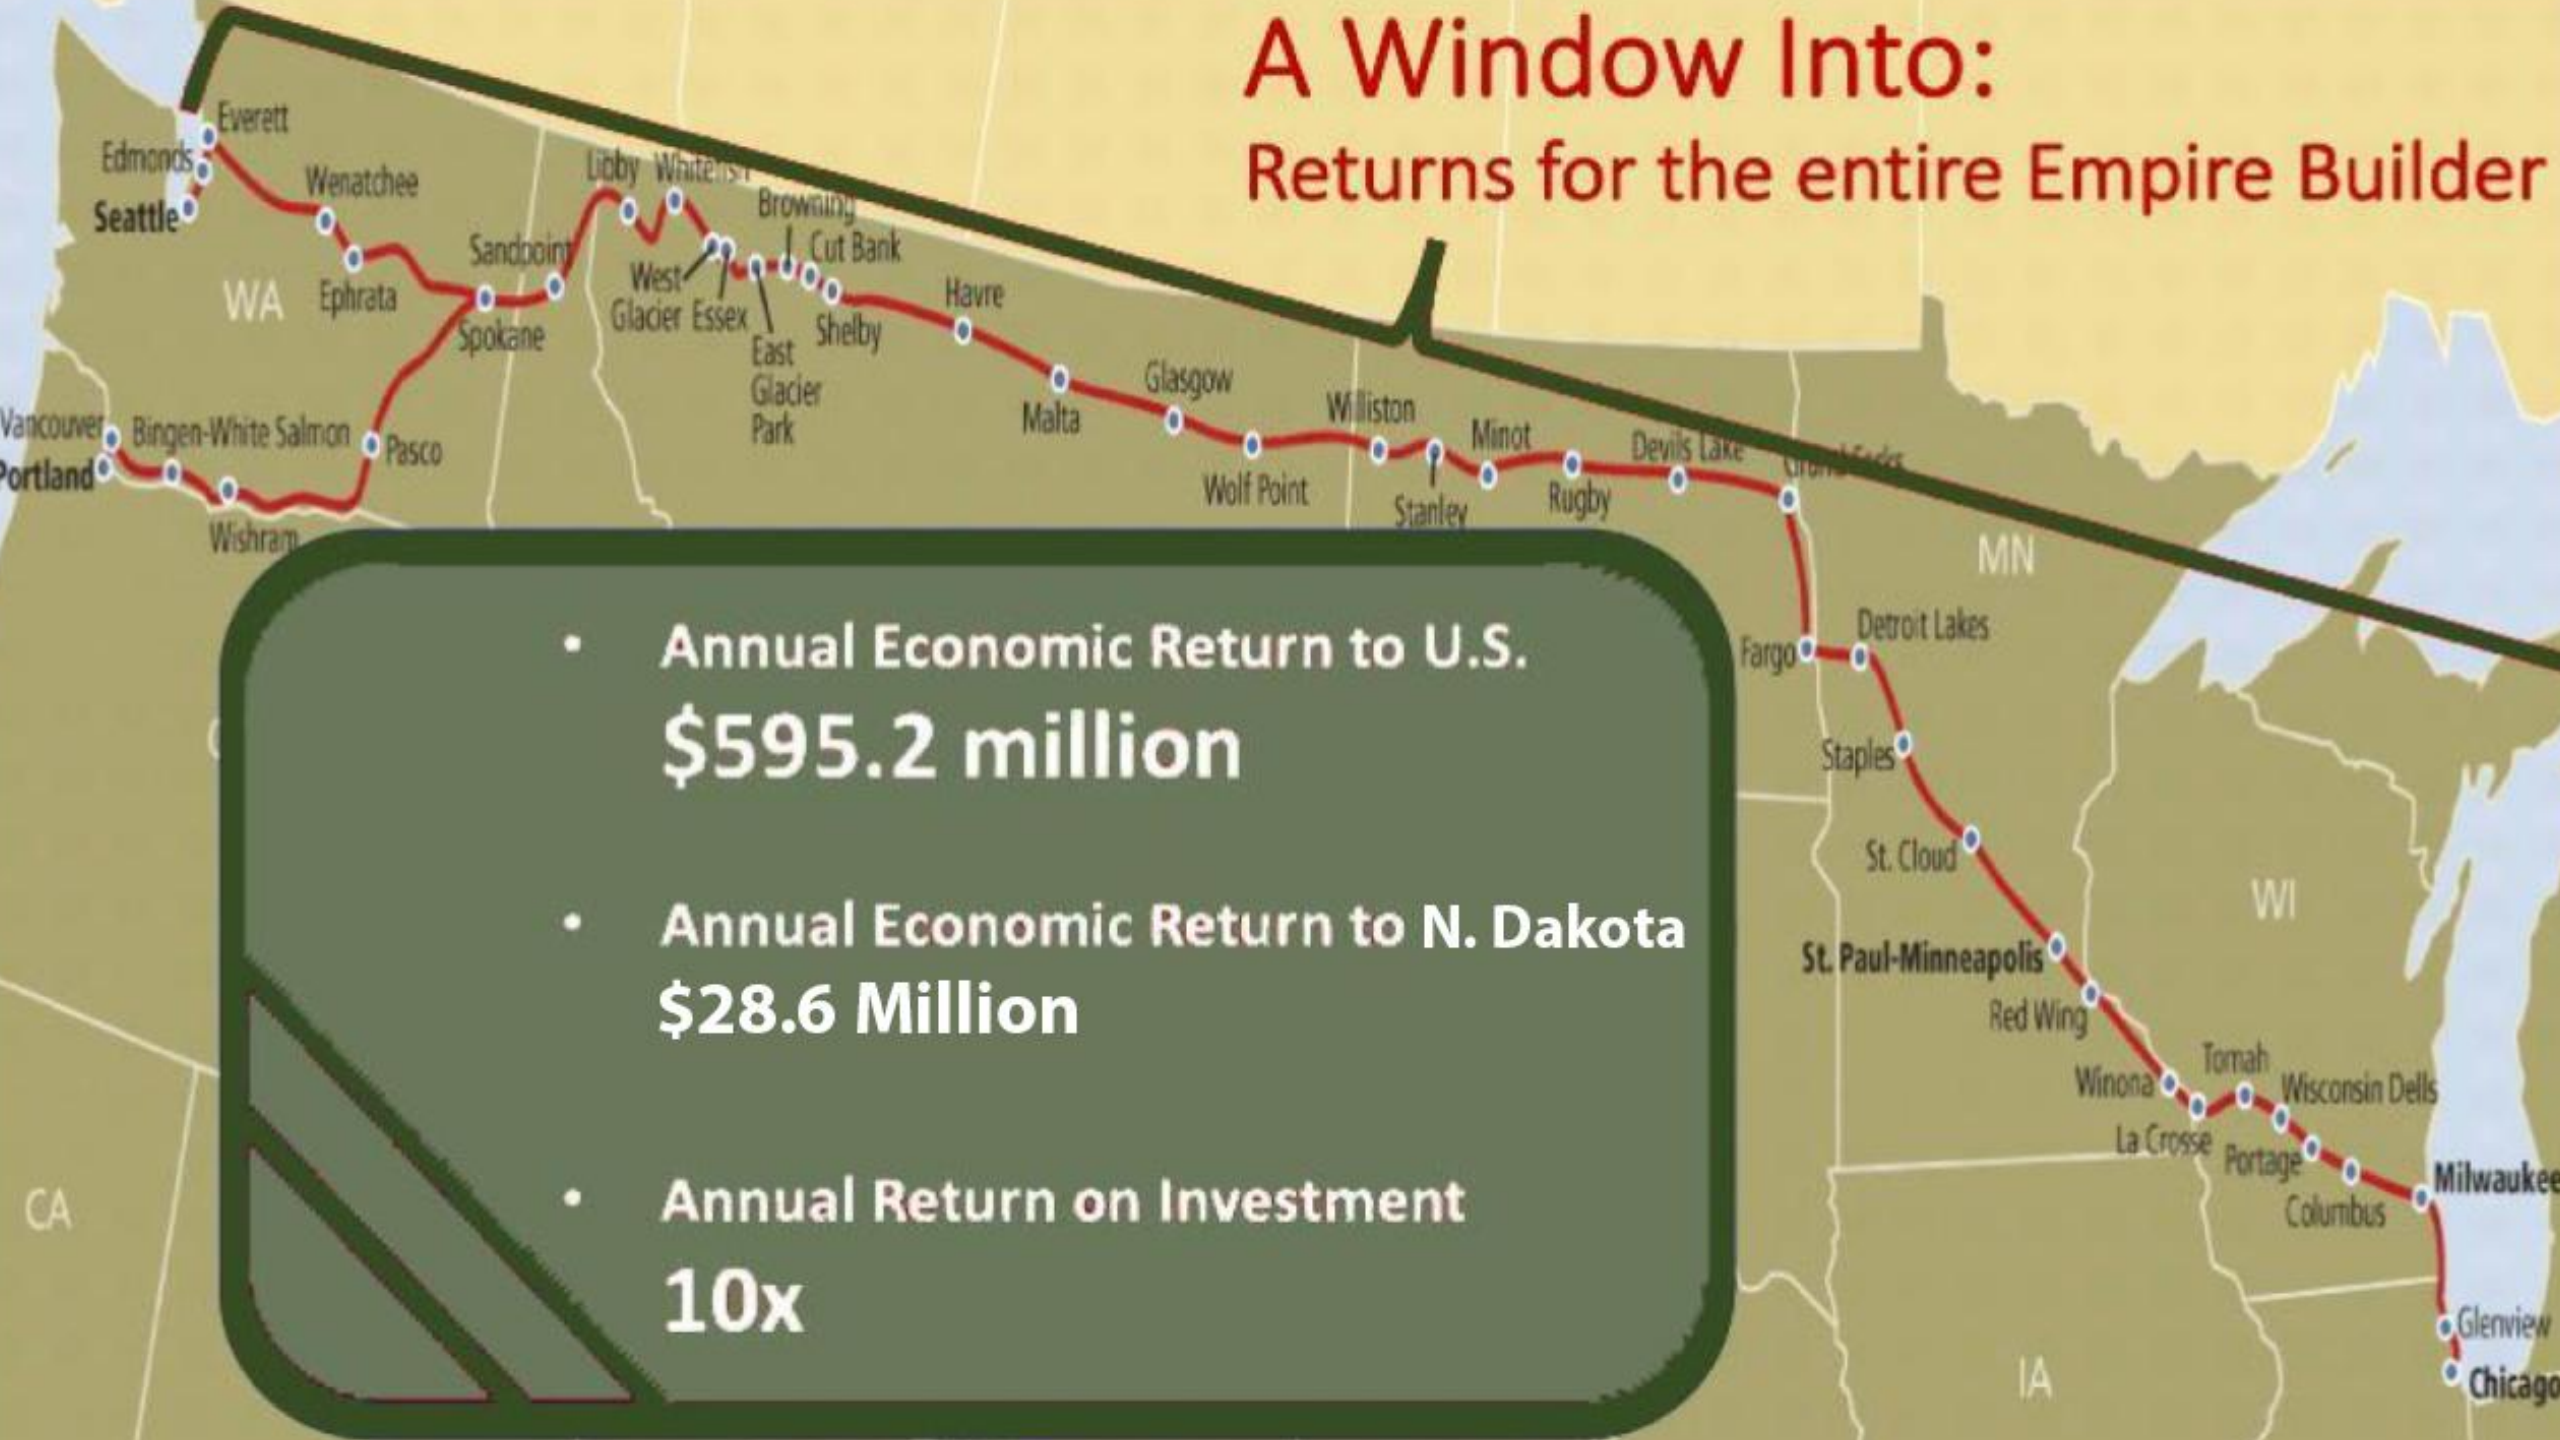 A Window Into:
Returns for the entire Empire Builder
Everett
Edmonds
Seattle
Wenatchee
Ephrata
WA
Spokane
Sandpoint
Libby
Whitefish
West
Glacier
Essex
Browning
East
Glacier
Park
Cut Bank
Shelby
Havre
Malta
Glasgow
Wolf Point
Williston
Stanley
Minot
Rugby
Devils Lake
Grand Forks
Vancouver
Portland
Bingen-White Salmon
Wishram
Pasco
MN
Fargo
Detroit Lakes
Staples
St. Cloud
St. Paul-Minneapolis
Red Wing
WI
Winona
La Crosse
Tomah
Wisconsin Dells
Portage
Columbus
Milwaukee
Glenview
Chicago
CA
IA
• Annual Economic Return to U.S.
$595.2 million
• Annual Economic Return to N. Dakota
$28.6 Million
• Annual Return on Investment
10x